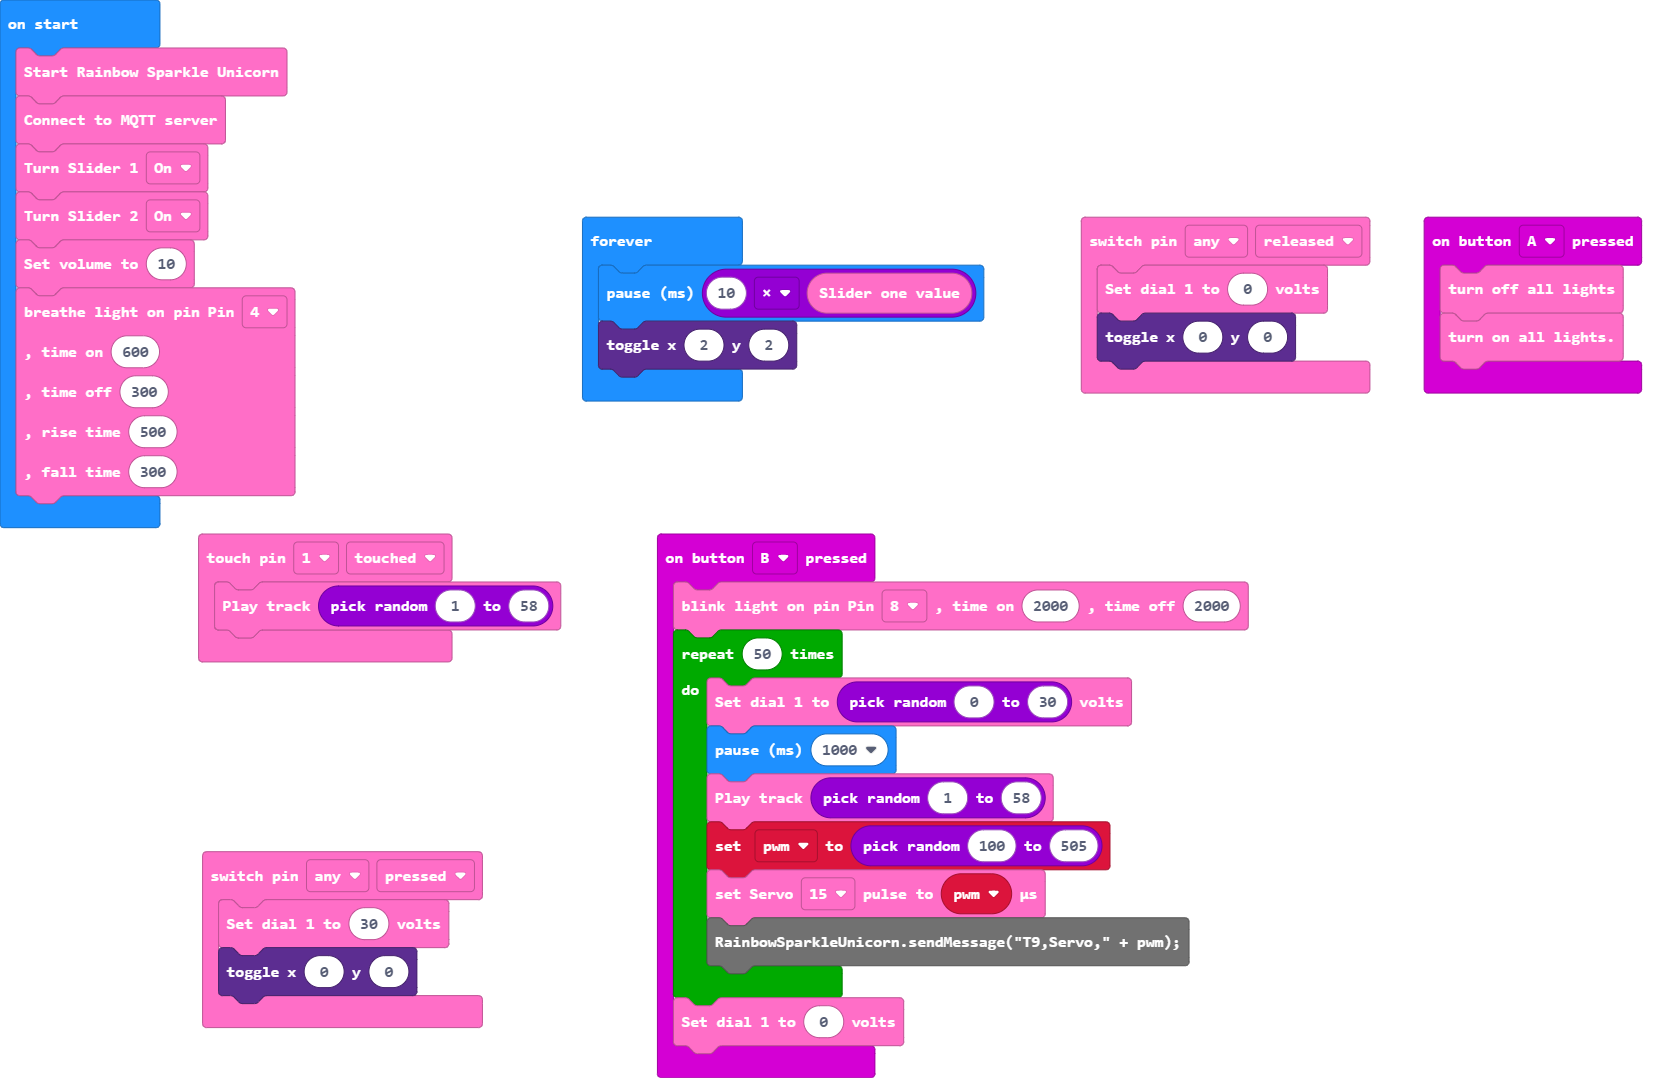 on start
Start Rainbow Sparkle Unicorn
Connect to MQTT server
Turn Slider 1 On
Turn Slider 2 On
Set volume to 10
breathe light on pin Pin 4
, time on 600
, time off 300
, rise time 500
, fall time 300
forever
pause (ms) 10 × Slider one value
toggle x 2 y 2
switch pin any released
Set dial 1 to 0 volts
toggle x 0 y 0
on button A pressed
turn off all lights
turn on all lights.
touch pin 1 touched
Play track pick random 1 to 58
on button B pressed
blink light on pin Pin 8 , time on 2000 , time off 2000
repeat 50 times
do
Set dial 1 to pick random 0 to 30 volts
pause (ms) 1000
Play track pick random 1 to 58
set pwm to pick random 100 to 505
set Servo 15 pulse to pwm µs
RainbowSparkleUnicorn.sendMessage("T9,Servo," + pwm);
Set dial 1 to 0 volts
switch pin any pressed
Set dial 1 to 30 volts
toggle x 0 y 0